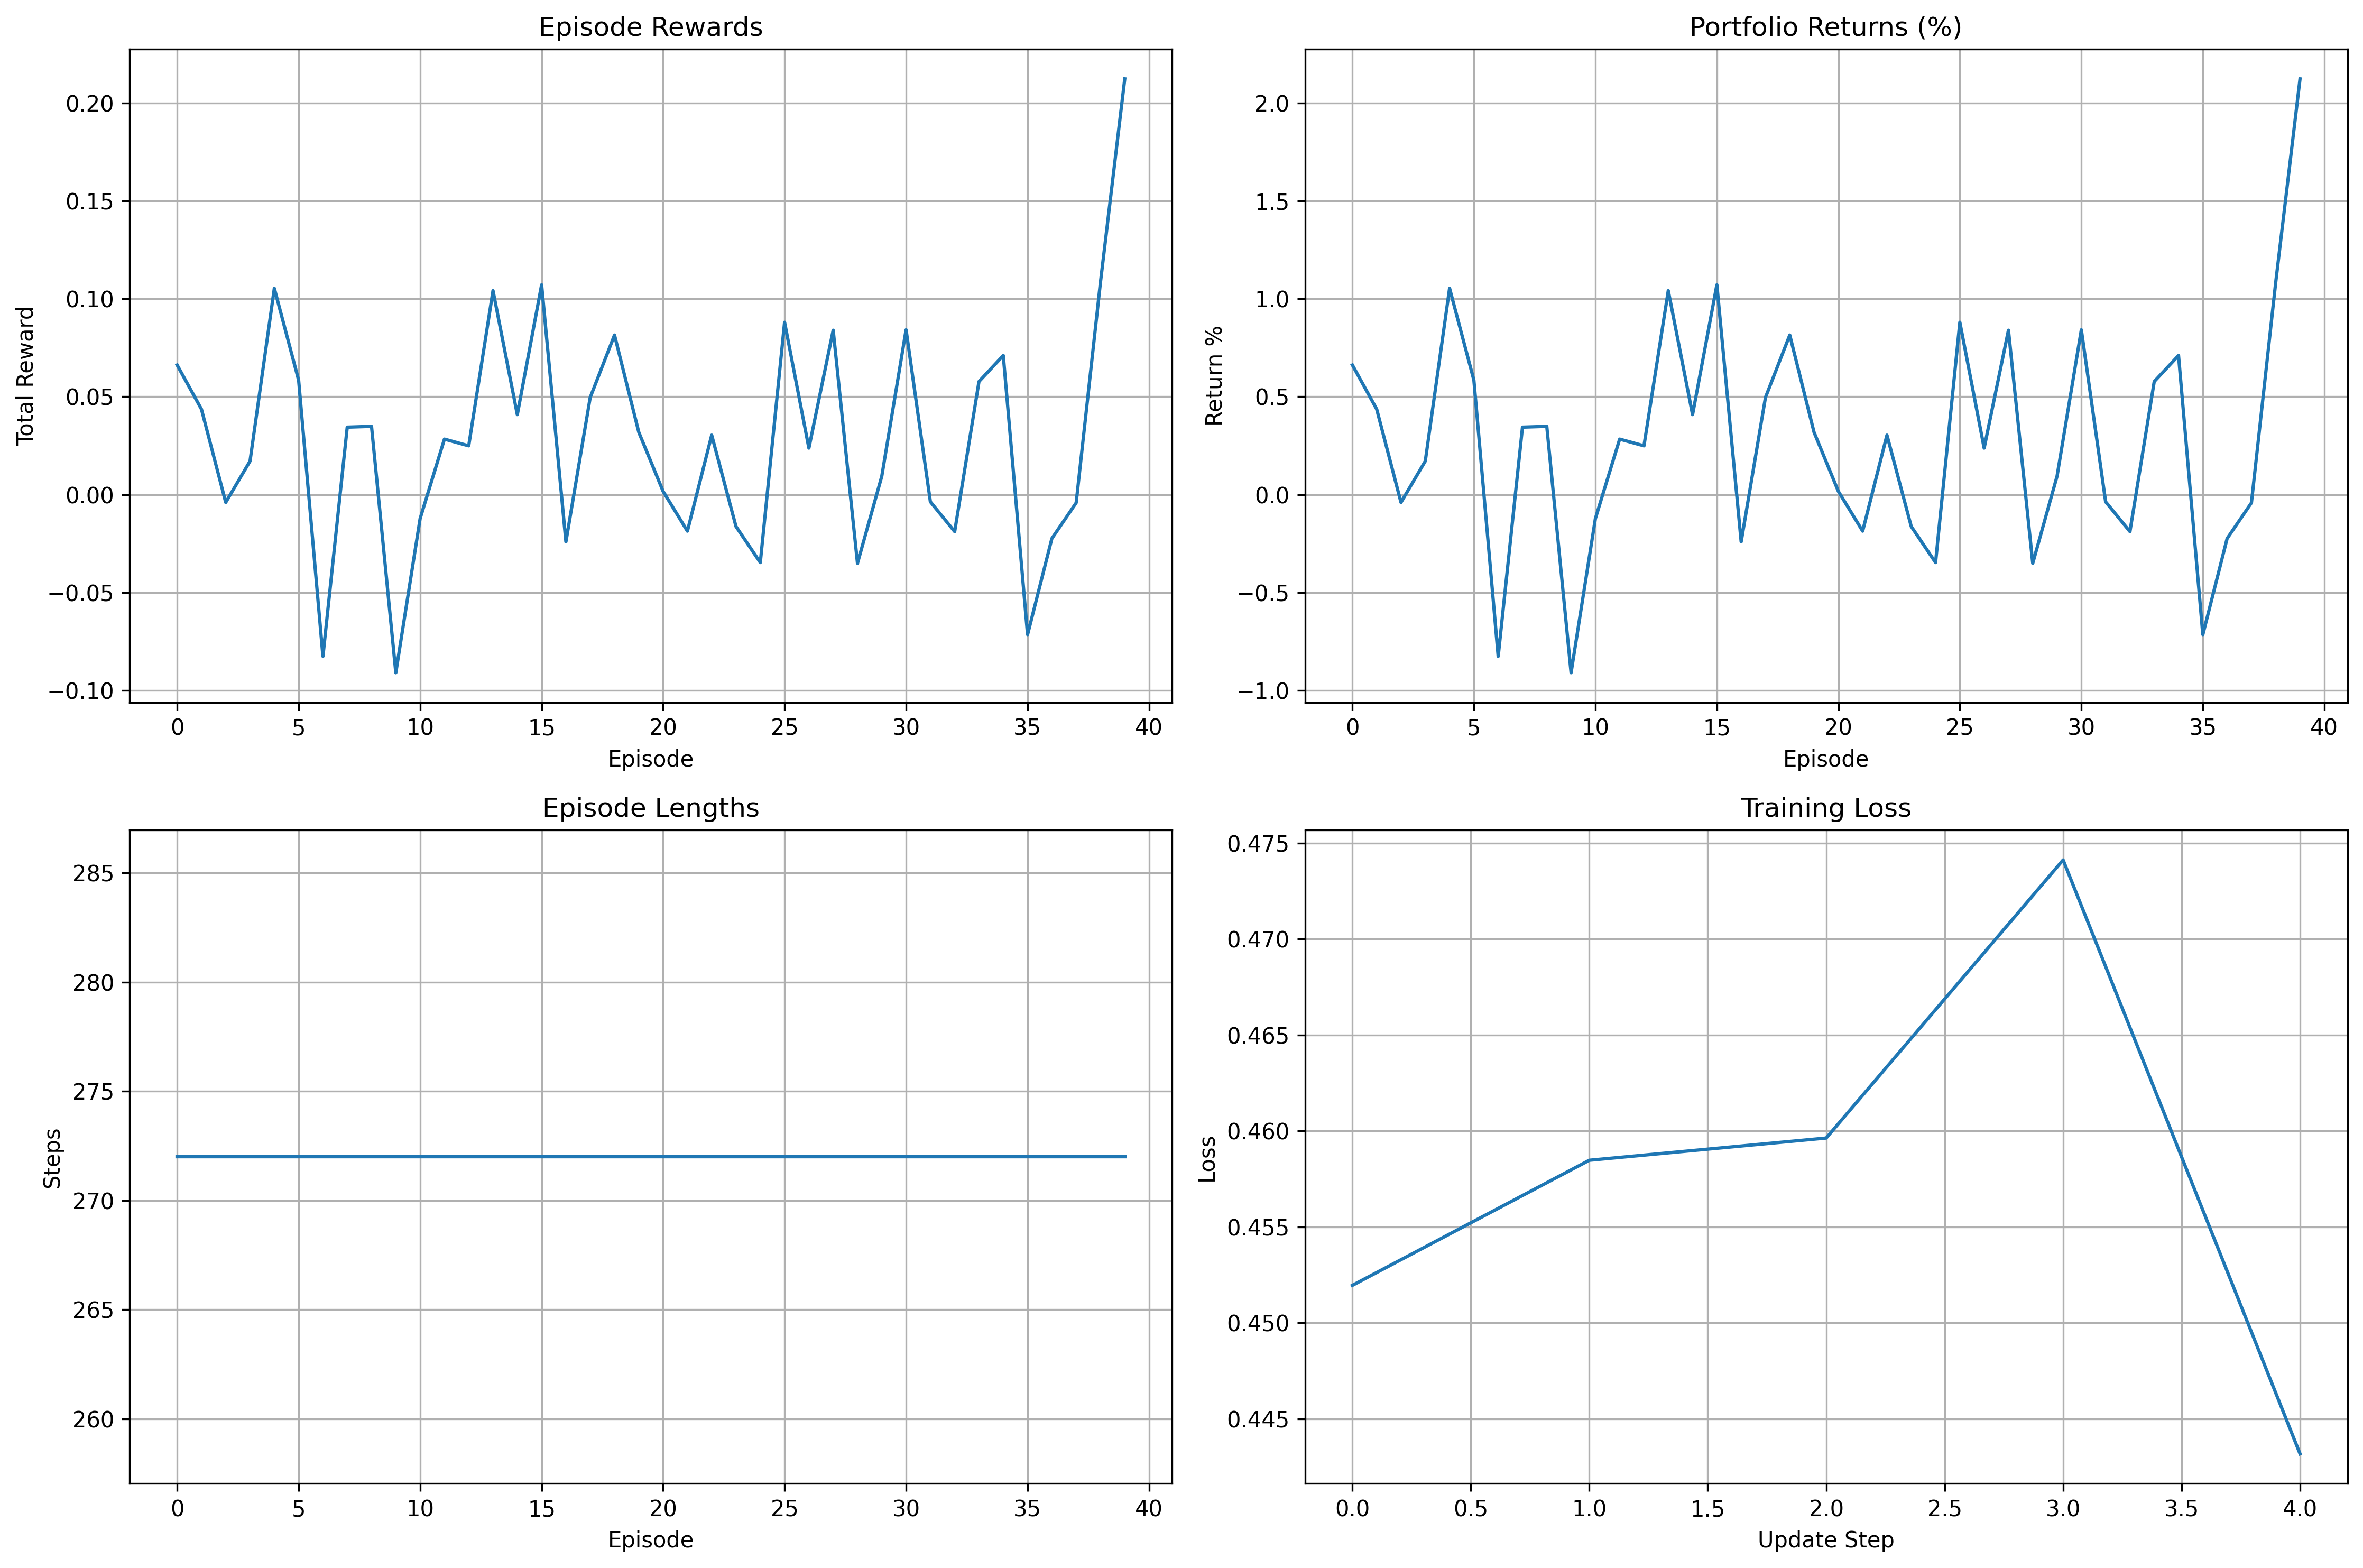 Episode Rewards
Total Reward
0.20
0.15
0.10
0.05
0.00
−0.05
−0.10
0 5 10 15 20 25 30 35 40
Episode
Portfolio Returns (%)
Return %
2.0
1.5
1.0
0.5
0.0
−0.5
−1.0
0 5 10 15 20 25 30 35 40
Episode
Episode Lengths
Steps
285
280
275
270
265
260
0 5 10 15 20 25 30 35 40
Episode
Training Loss
Loss
0.475
0.470
0.465
0.460
0.455
0.450
0.445
0.0 0.5 1.0 1.5 2.0 2.5 3.0 3.5 4.0
Update Step